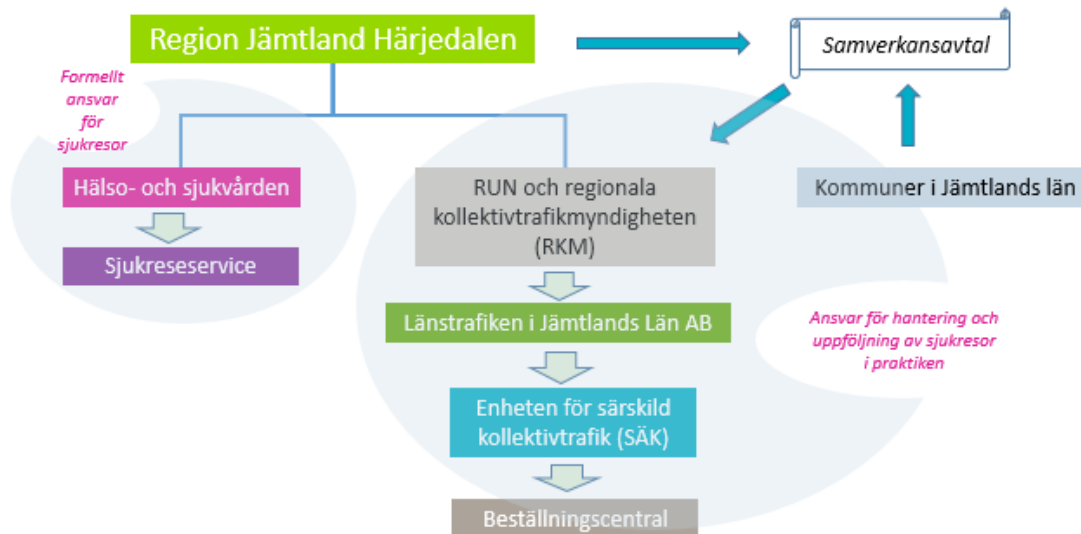 Region Jämtland Härjedalen
Samverkansavtal
Formellt
ansvar
för
sjukresor
Hälso- och sjukvården
Sjukreseservice
RUN och regionala
kollektivtrafikmyndigheten
(RKM)
Kommuner i Jämtlands län
Länstrafiken i Jämtlands Län AB
Ansvar för hantering och
uppföljning av sjukresor
i praktiken
Enheten för särskild
kollektivtrafik (SÄK)
Beställningscentral